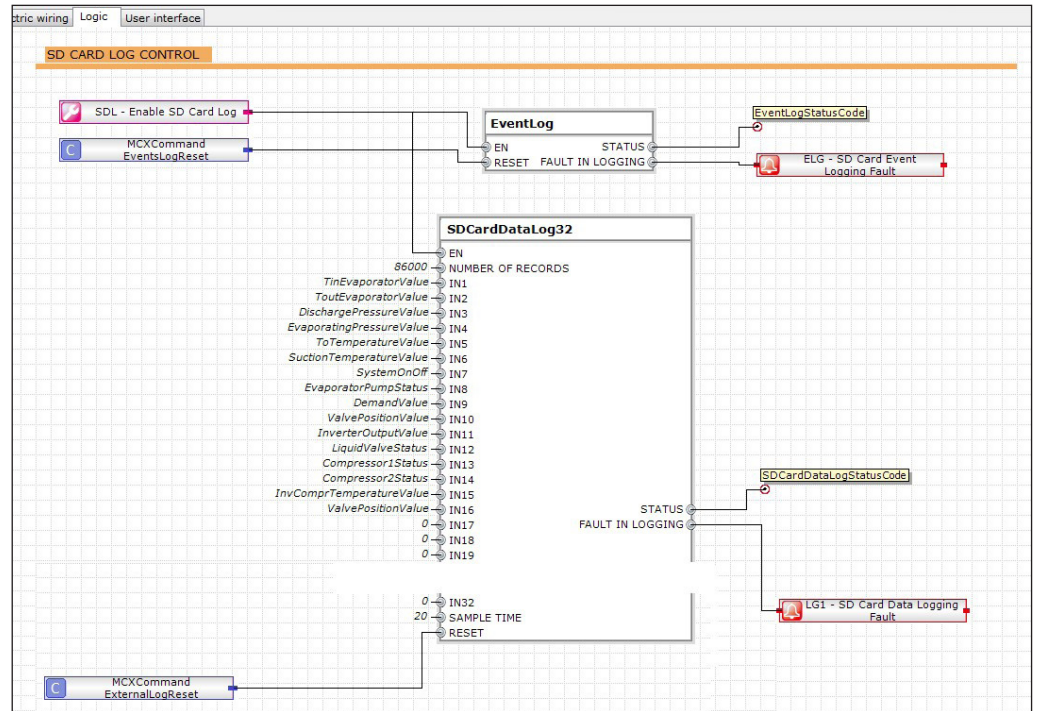 ctric wiring Logic User interface
SD CARD LOG CONTROL
SDL - Enable SD Card Log
C MCXCommand
EventsLogReset
EventLog
EN STATUS
RESET FAULT IN LOGGING
EventLogStatusCode
ELG - SD Card Event
Logging Fault
SDCardDataLog32
EN
86000 NUMBER OF RECORDS
TinEvaporatorValue IN1
ToutEvaporatorValue IN2
DischargePressureValue IN3
EvaporatingPressureValue IN4
ToTemperatureValue IN5
SuctionTemperatureValue IN6
SystemOnOff IN7
EvaporatorPumpStatus IN8
DemandValue IN9
ValvePositionValue IN10
InverterOutputValue IN11
LiquidValveStatus IN12
Compressor1Status IN13
Compressor2Status IN14
InvComprTemperatureValue IN15
ValvePositionValue IN16
0 IN17
0 IN18
0 IN19
0 IN32
20 SAMPLE TIME
RESET
STATUS
FAULT IN LOGGING
SDCardDataLogStatusCode
LG1 - SD Card Data Logging
Fault
C MCXCommand
ExternalLogReset